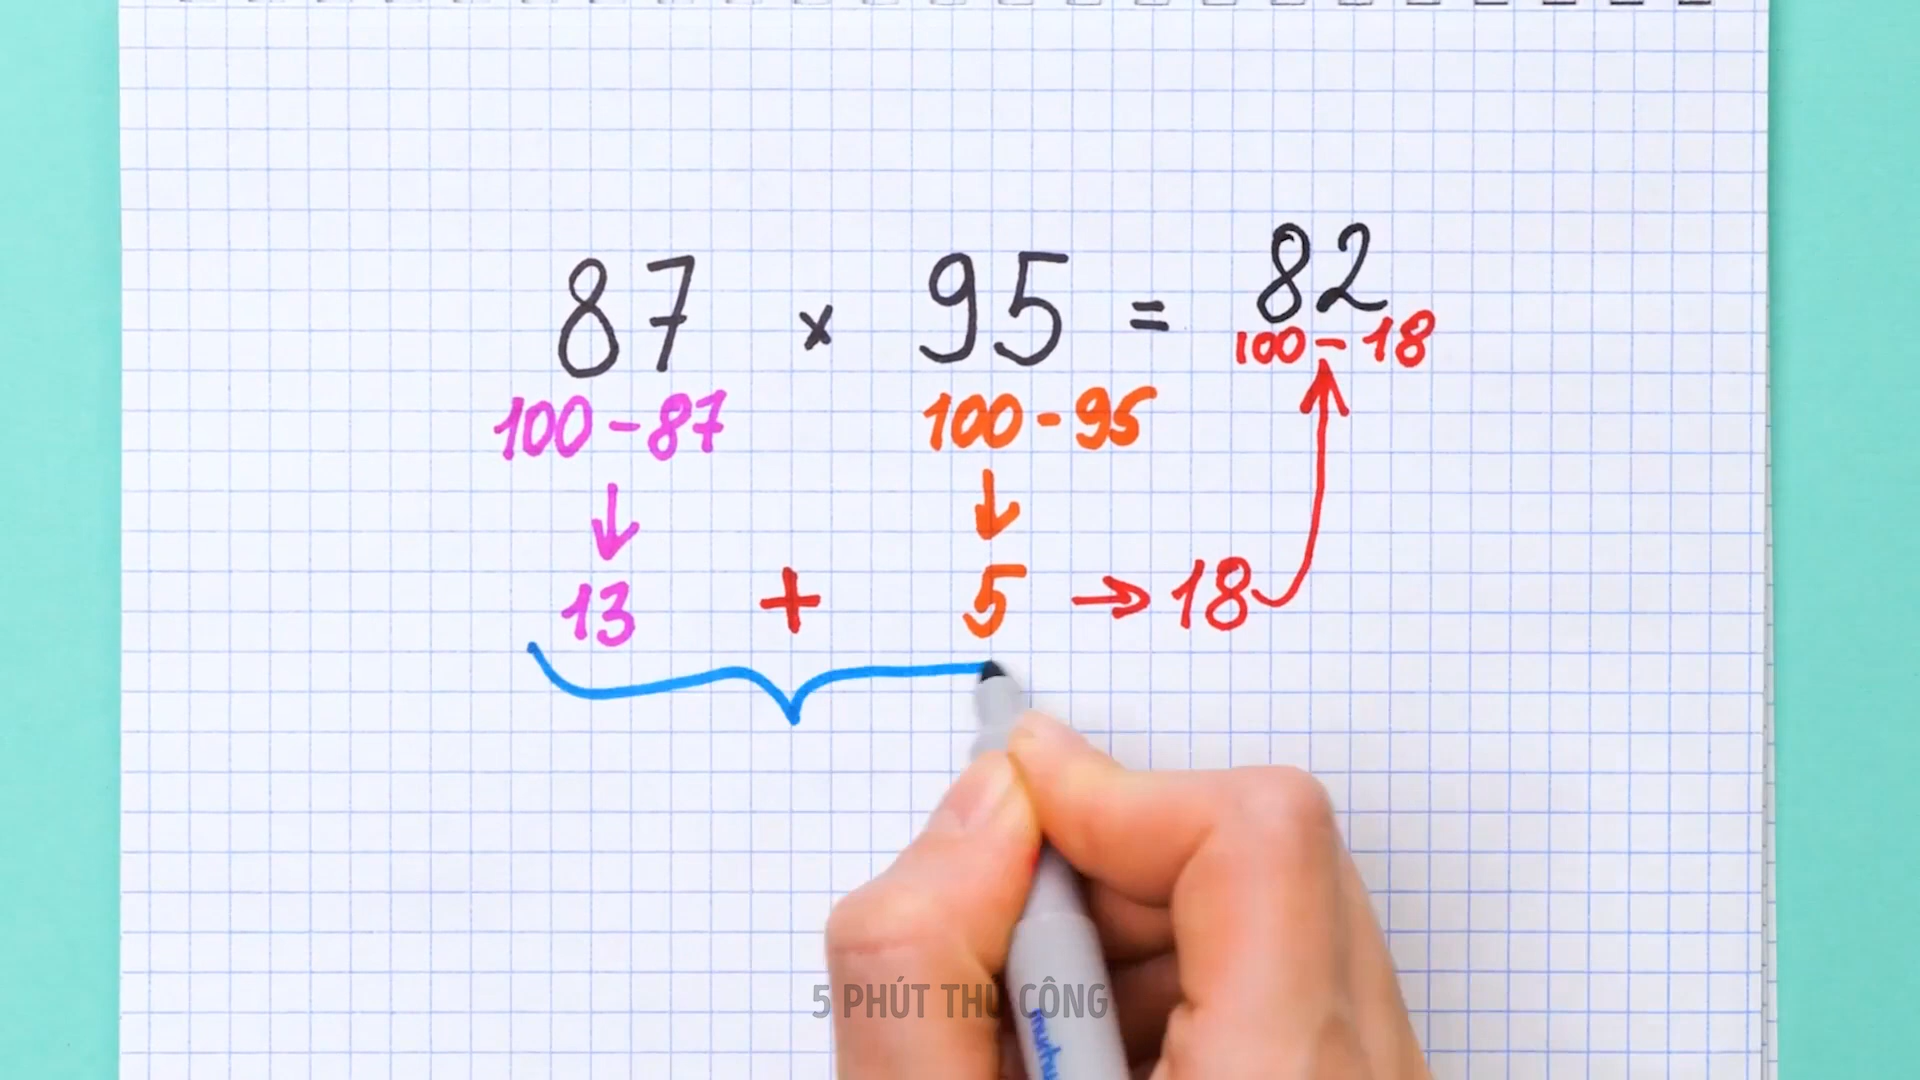 87 x 95 = 82
100-87 100-95 100-18
↓ ↓
13 + 5 → 18
5 PHÚT THỦ CÔNG